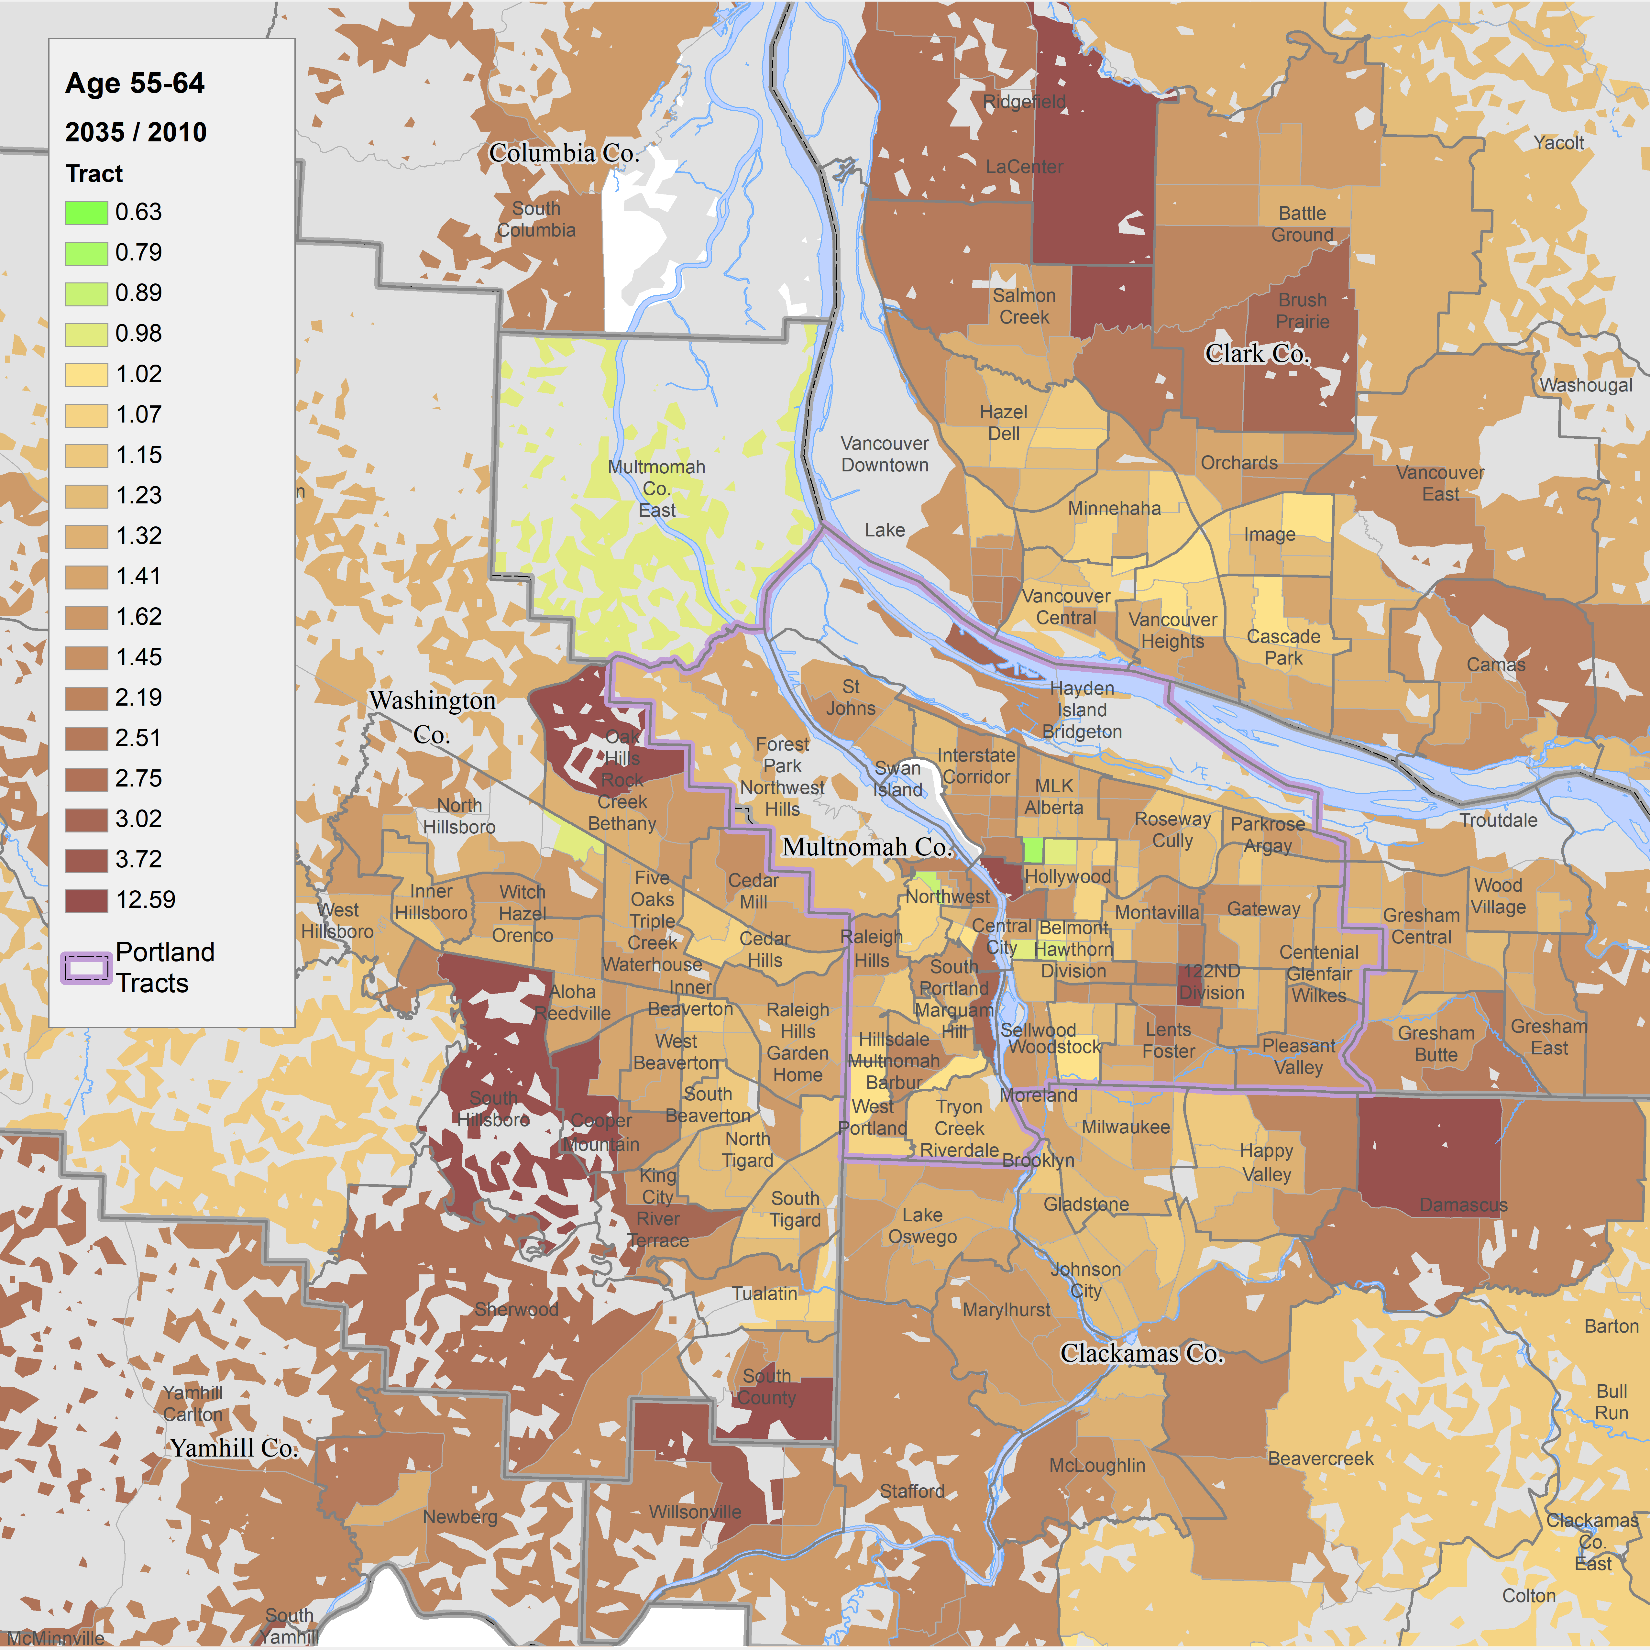 Age 55-64
2035 / 2010
Tract
0.63
0.79
0.89
0.98
1.02
1.07
1.15
1.23
1.32
1.41
1.62
1.45
2.19
2.51
2.75
3.02
3.72
12.59
Portland
Tracts
Columbia Co.
South
Columbia
Ridgefield
LaCenter
Yacolt
Battle
Ground
Salmon
Creek
Brush
Prairie
Clark Co.
Washougal
Hazel
Dell
Vancouver
Downtown
Orchards
Vancouver
East
Multmomah
Co.
East
n
Lake
Minnehaha
Image
Vancouver
Central
Vancouver
Heights
Cascade
Park
Camas
Washington
Co.
St
Johns
Hayden
Island
Bridgeton
Oak
Hills
Rock
Creek
Bethany
Forest
Park
Northwest
Hills
Swan
Island
Interstate
Corridor
MLK
Alberta
North
Hillsboro
Roseway
Cully
Parkrose
Argay
Troutdale
Multnomah Co.
West
Hillsboro
Inner
Hillsboro
Witch
Hazel
Orenco
Five
Oaks
Triple
Creek
Waterhouse
Cedar
Mill
Northwest
Hollywood
Wood
Village
Montavilla
Gateway
Gresham
Central
Cedar
Hills
Raleigh
Hills
Central
City
Belmont
Hawthorn
Division
Centenial
Glenfair
Wilkes
South
Portland
Marquam
Hill
122ND
Division
Aloha
Reedville
Inner
Beaverton
Raleigh
Hills
Garden
Home
West
Beaverton
Hillsdale
Multnomah
Barbur
Sellwood
Woodstock
Lents
Foster
Pleasant
Valley
Gresham
Butte
Gresham
East
South
Hillsboro
Cooper
Mountain
South
Beaverton
West
Portland
Tryon
Creek
Riverdale
Moreland
Milwaukee
Brooklyn
North
Tigard
Happy
Valley
King
City
River
Terrace
South
Tigard
Lake
Oswego
Gladstone
Damascus
Johnson
City
Sherwood
Tualatin
Marylhurst
Barton
Clackamas Co.
South
County
Yamhill
Carlton
Yamhill Co.
Bull
Run
Beavercreek
McLoughlin
Stafford
Willsonville
Newberg
Clackamas
Co.
East
Colton
South
Yamhill
McMinnville